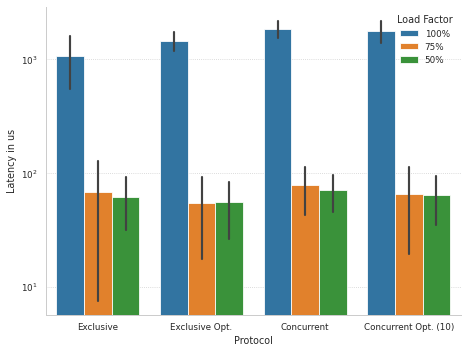 Load Factor
100%
75%
50%
10³
10²
10¹
Latency in us
Exclusive
Exclusive Opt.
Concurrent
Concurrent Opt. (10)
Protocol